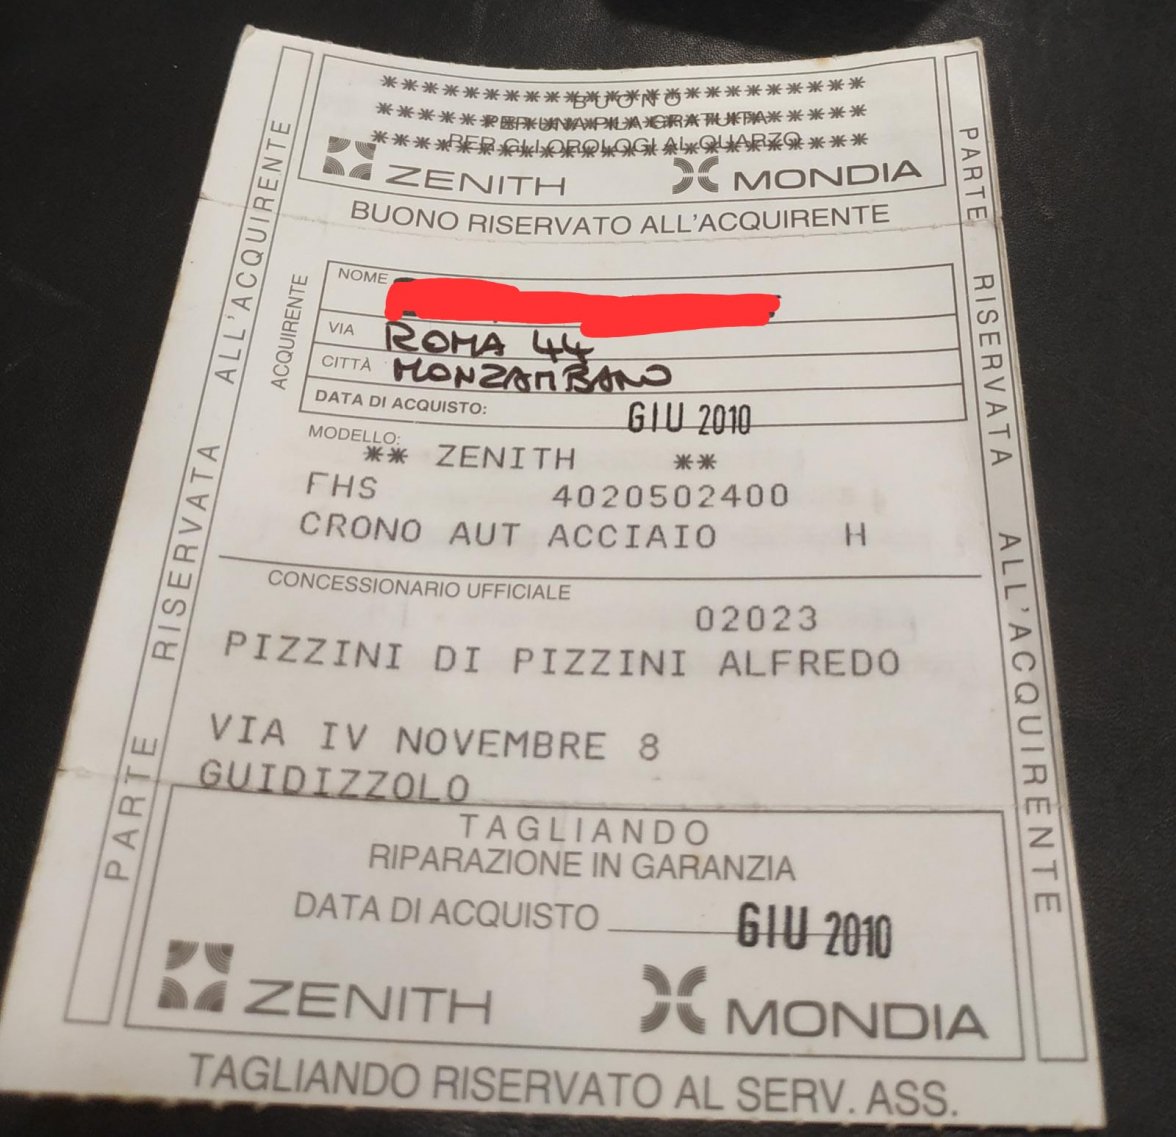 ************************
BUONO
************************
PER UNA PILA GRATUITA
************************
PER GLI OROLOGI AL QUARZO
ZENITH MONDIA
BUONO RISERVATO ALL'ACQUIRENTE
PARTE RISERVATA ALL'ACQUIRENTE
ACQUIRENTE
NOME
VIA ROMA 44
CITTÀ MONZAMBANO
DATA DI ACQUISTO: GIU 2010
MODELLO:
** ZENITH **
FHS 4020502400
CRONO AUT ACCIAIO H
CONCESSIONARIO UFFICIALE
02023
PIZZINI DI PIZZINI ALFREDO
VIA IV NOVEMBRE 8
GUIDIZZOLO
TAGLIANDO
RIPARAZIONE IN GARANZIA
DATA DI ACQUISTO GIU 2010
ZENITH MONDIA
TAGLIANDO RISERVATO AL SERV. ASS.
PARTE RISERVATA ALL'ACQUIRENTE